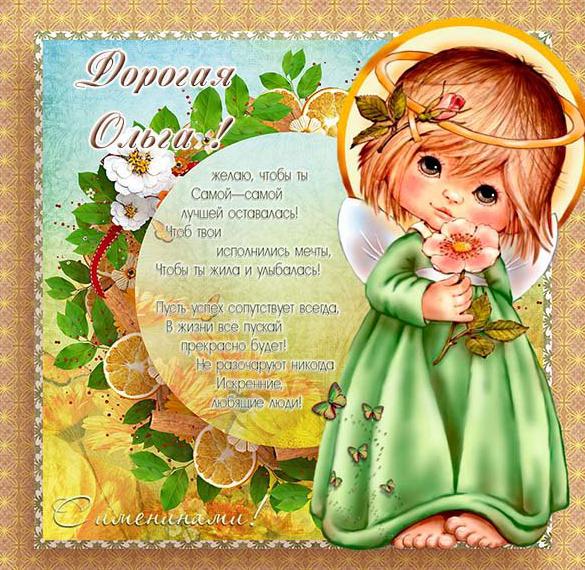 Дорогая
Ольга!
желаю, чтобы ты
Самой—самой
лучшей оставалась!
Чтоб твои
исполнились мечты,
Чтобы ты жила и улыбалась!
Пусть успех сопутствует всегда,
В жизни всё пускай
прекрасно будет!
Не разочаруют никогда
Искренние,
любящие люди!
С именинами!